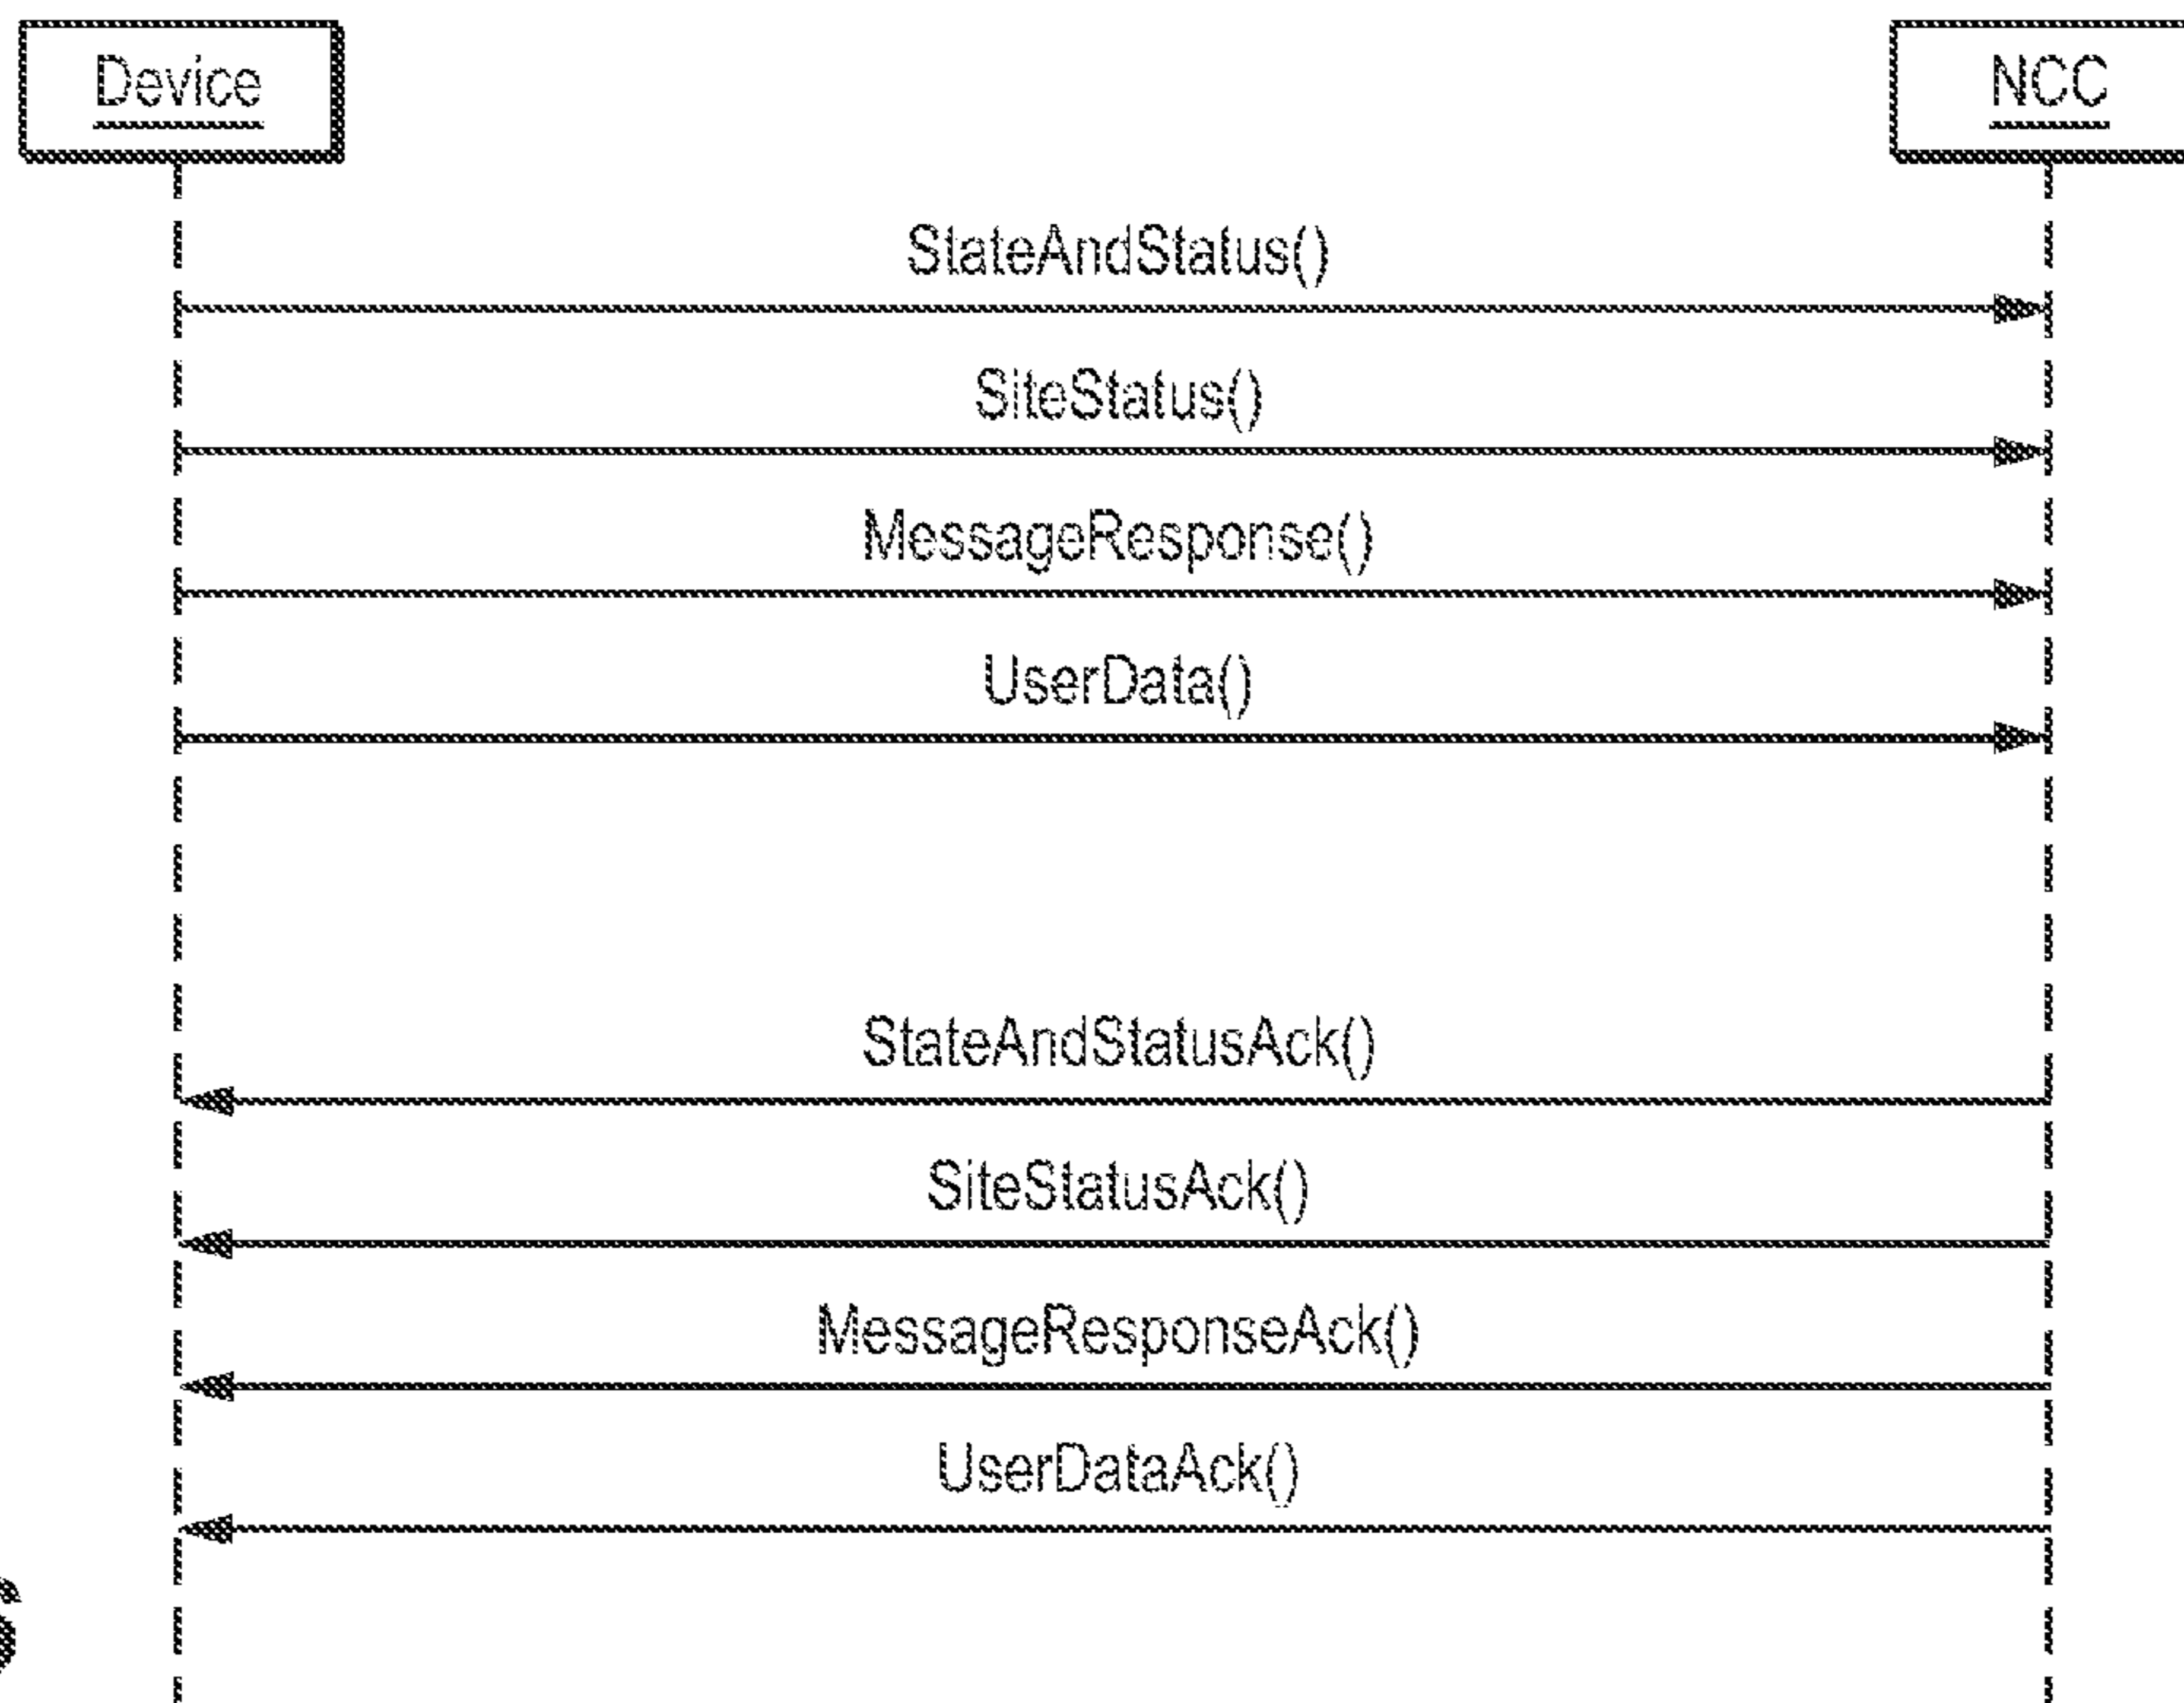 Device
NCC
StateAndStatus()
SiteStatus()
MessageResponse()
UserData()
StateAndStatusAck()
SiteStatusAck()
MessageResponseAck()
UserDataAck()